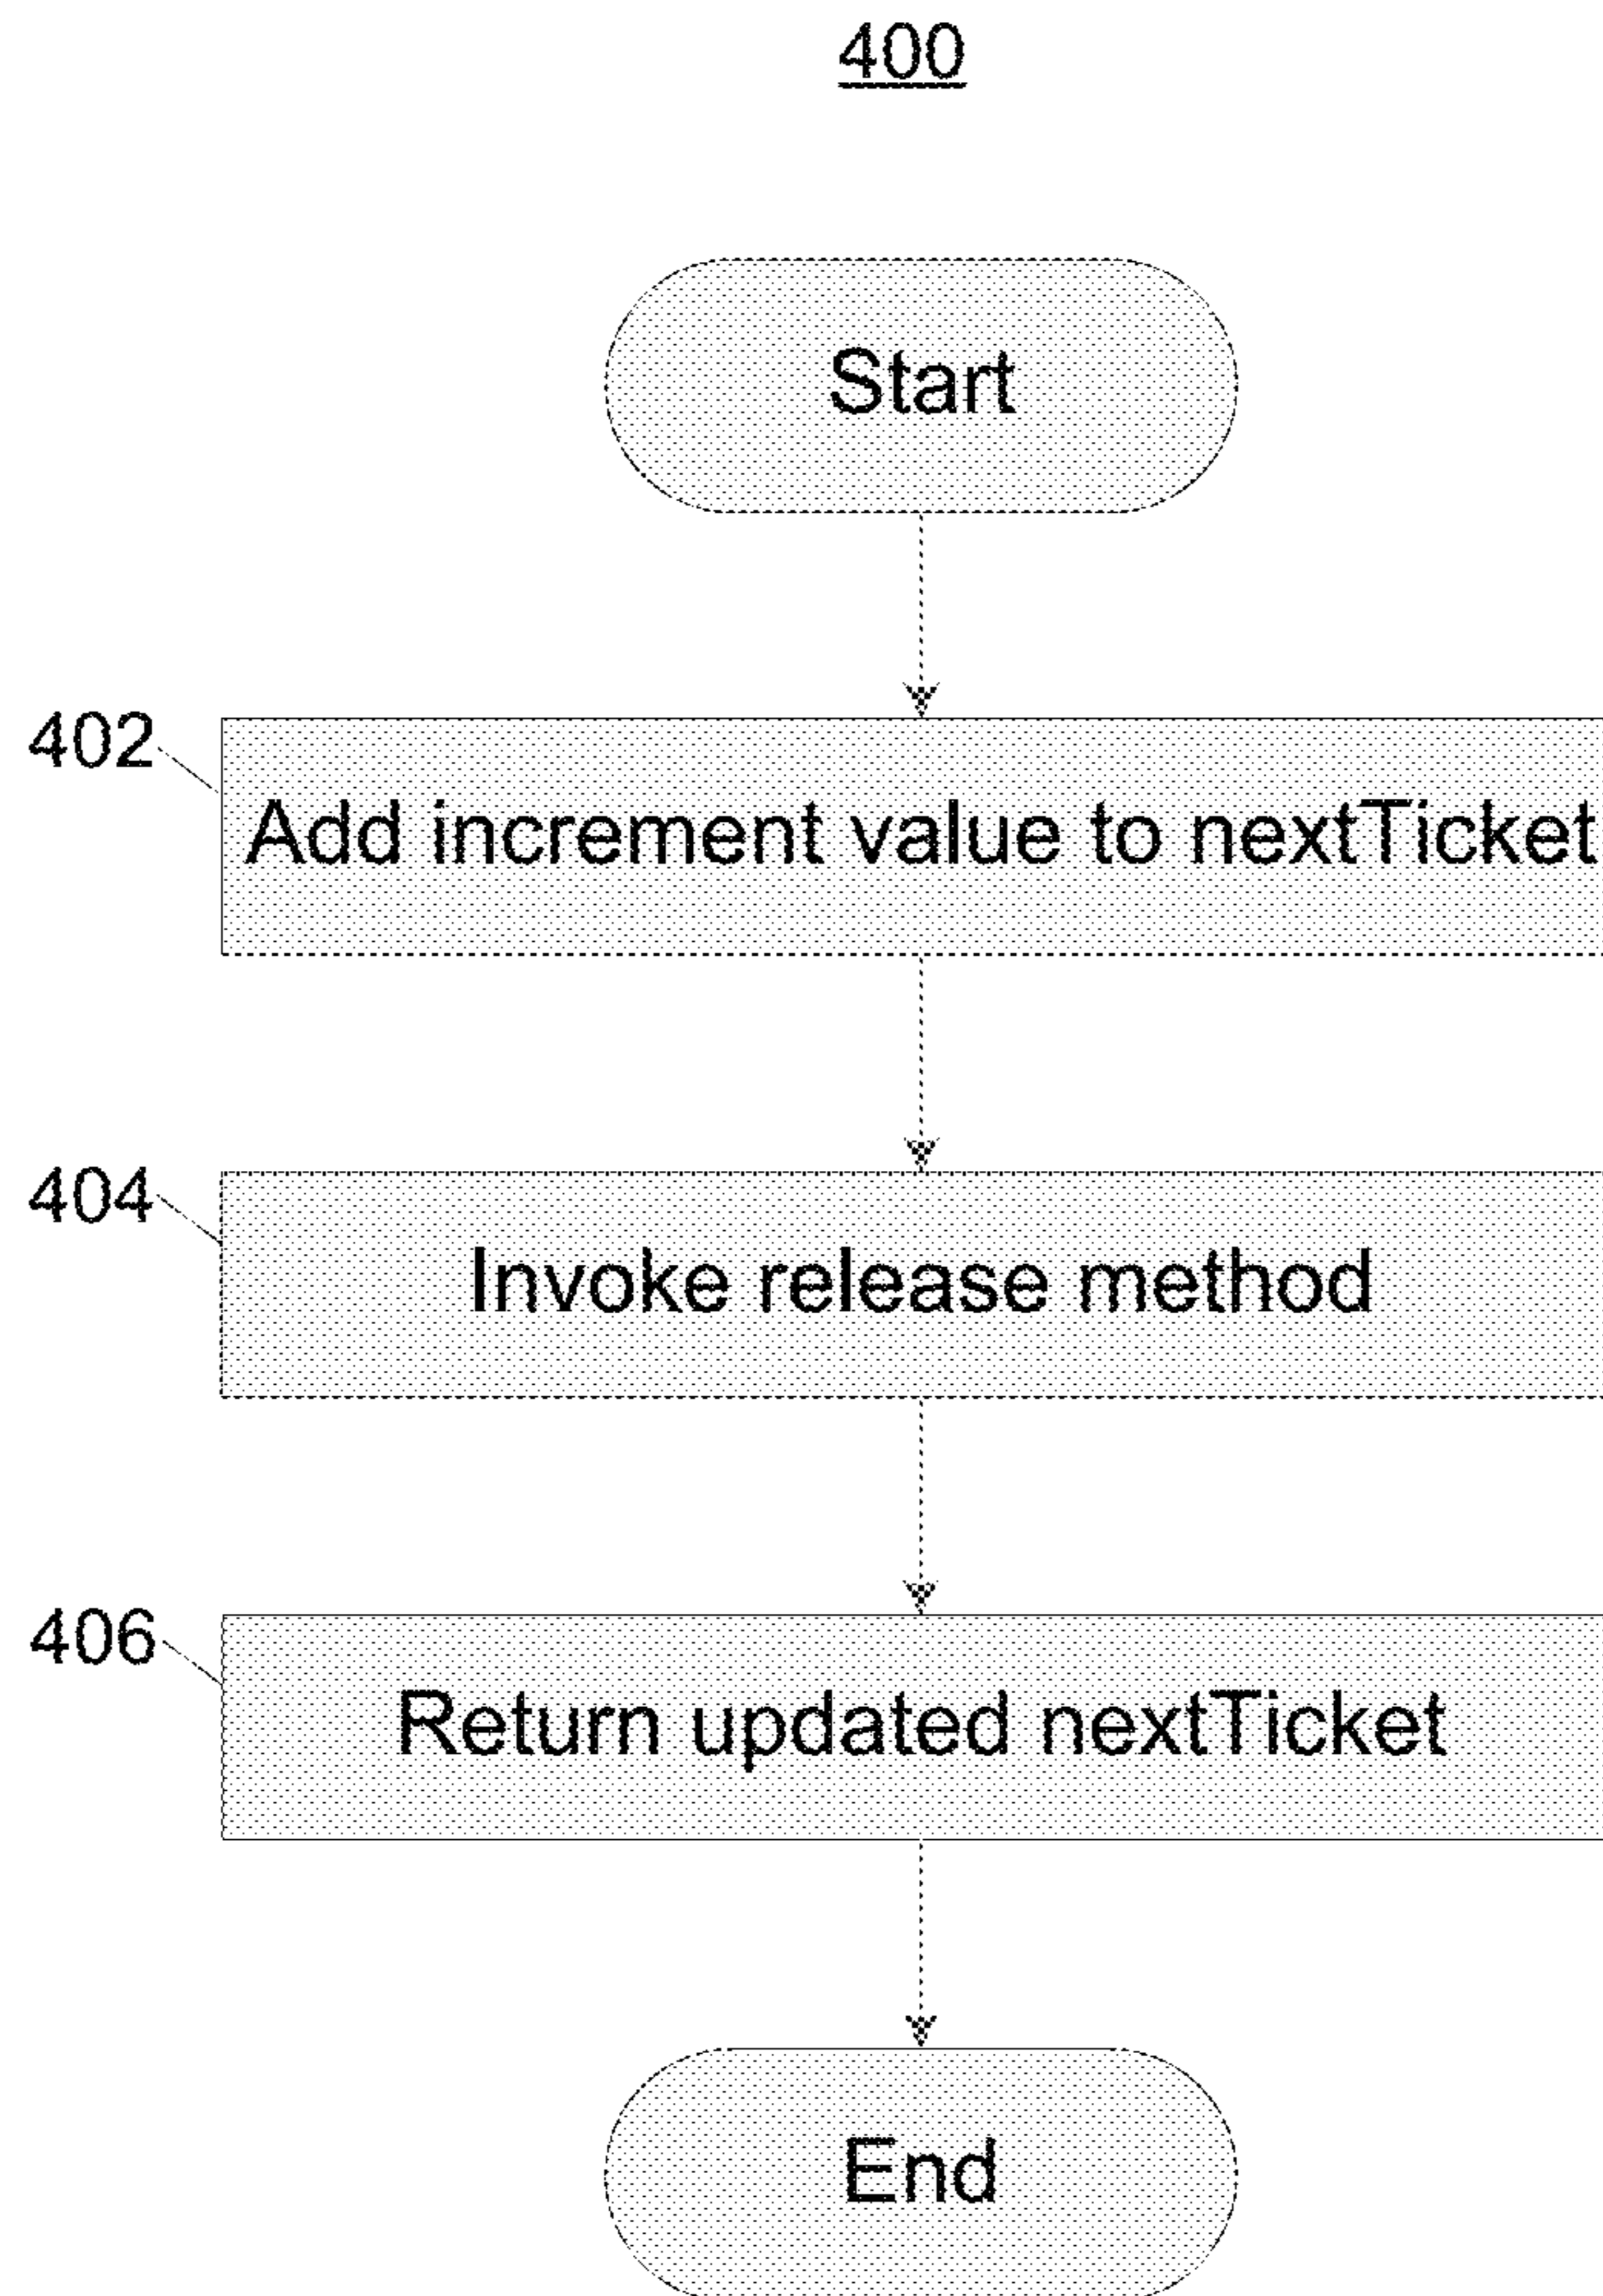 400
Start
402
Add increment value to nextTicket
404
Invoke release method
406
Return updated nextTicket
End